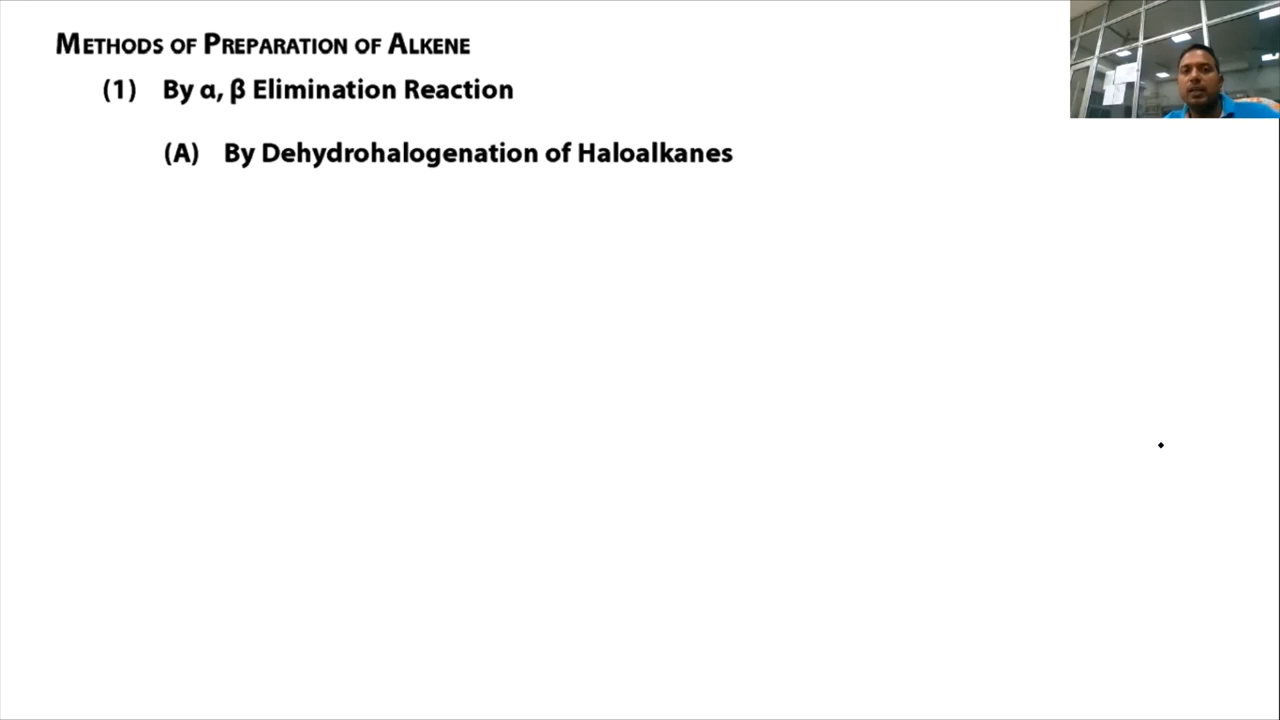 METHODS OF PREPARATION OF ALKENE
(1) By α, β Elimination Reaction
(A) By Dehydrohalogenation of Haloalkanes